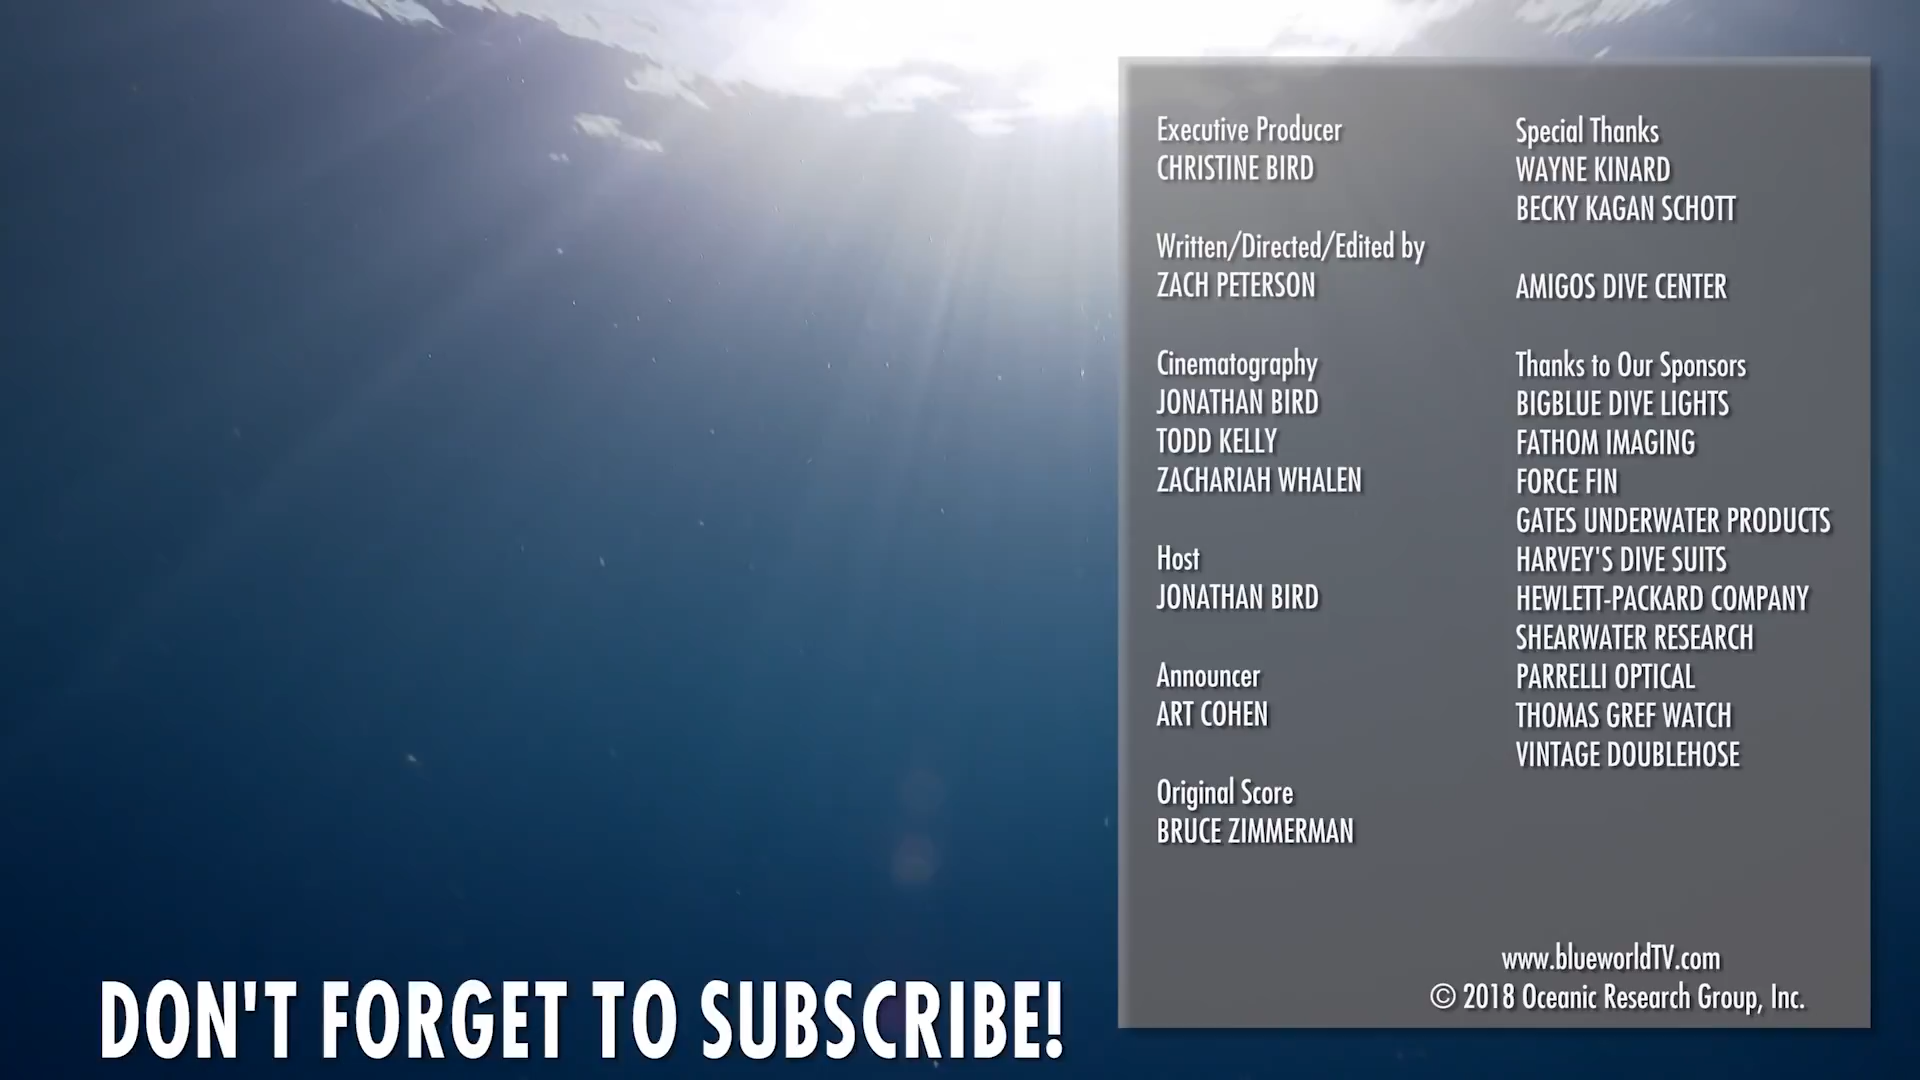 Executive Producer
CHRISTINE BIRD
Written/Directed/Edited by
ZACH PETERSON
Cinematography
JONATHAN BIRD
TODD KELLY
ZACHARIAH WHALEN
Host
JONATHAN BIRD
Announcer
ART COHEN
Original Score
BRUCE ZIMMERMAN
Special Thanks
WAYNE KINARD
BECKY KAGAN SCHOTT
AMIGOS DIVE CENTER
Thanks to Our Sponsors
BIGBLUE DIVE LIGHTS
FATHOM IMAGING
FORCE FIN
GATES UNDERWATER PRODUCTS
HARVEY'S DIVE SUITS
HEWLETT-PACKARD COMPANY
SHEARWATER RESEARCH
PARRELLI OPTICAL
THOMAS GREF WATCH
VINTAGE DOUBLEHOSE
www.blueworldTV.com
© 2018 Oceanic Research Group, Inc.
DON'T FORGET TO SUBSCRIBE!